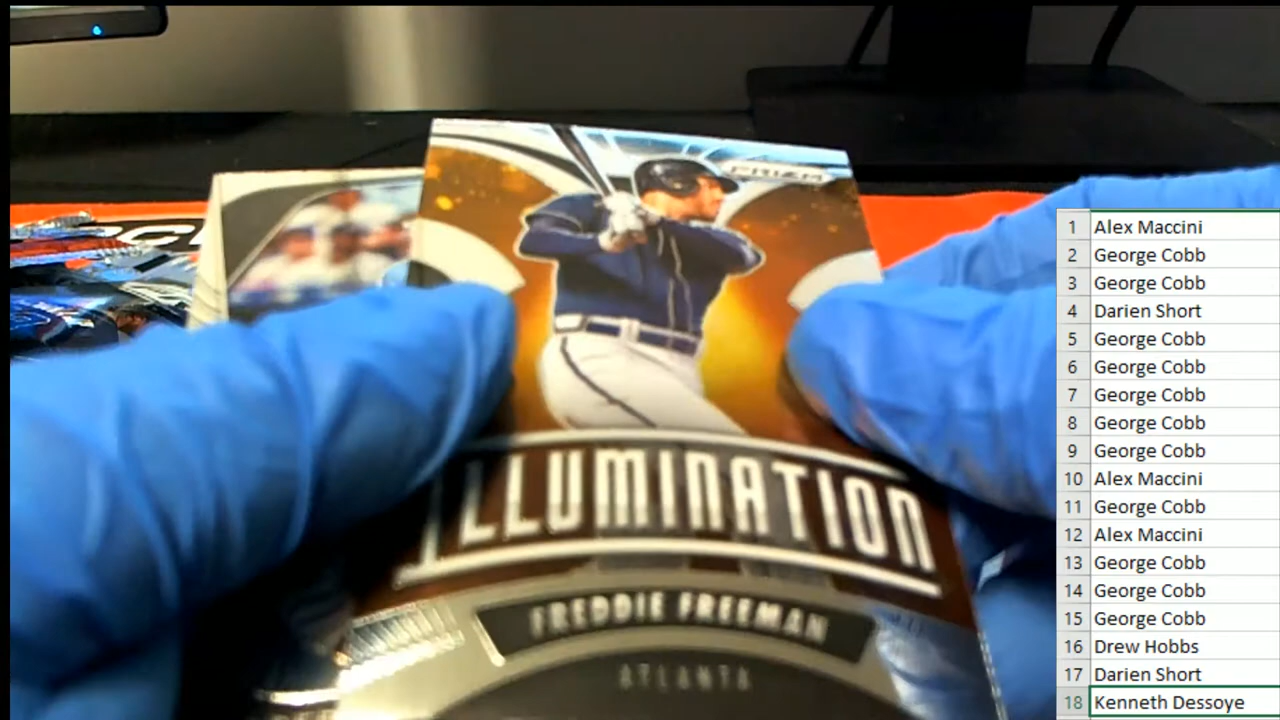 PRIZM
ILLUMINATION
FREDDIE FREEMAN
ATLANTA
1 Alex Maccini
2 George Cobb
3 George Cobb
4 Darien Short
5 George Cobb
6 George Cobb
7 George Cobb
8 George Cobb
9 George Cobb
10 Alex Maccini
11 George Cobb
12 Alex Maccini
13 George Cobb
14 George Cobb
15 George Cobb
16 Drew Hobbs
17 Darien Short
18 Kenneth Dessoye